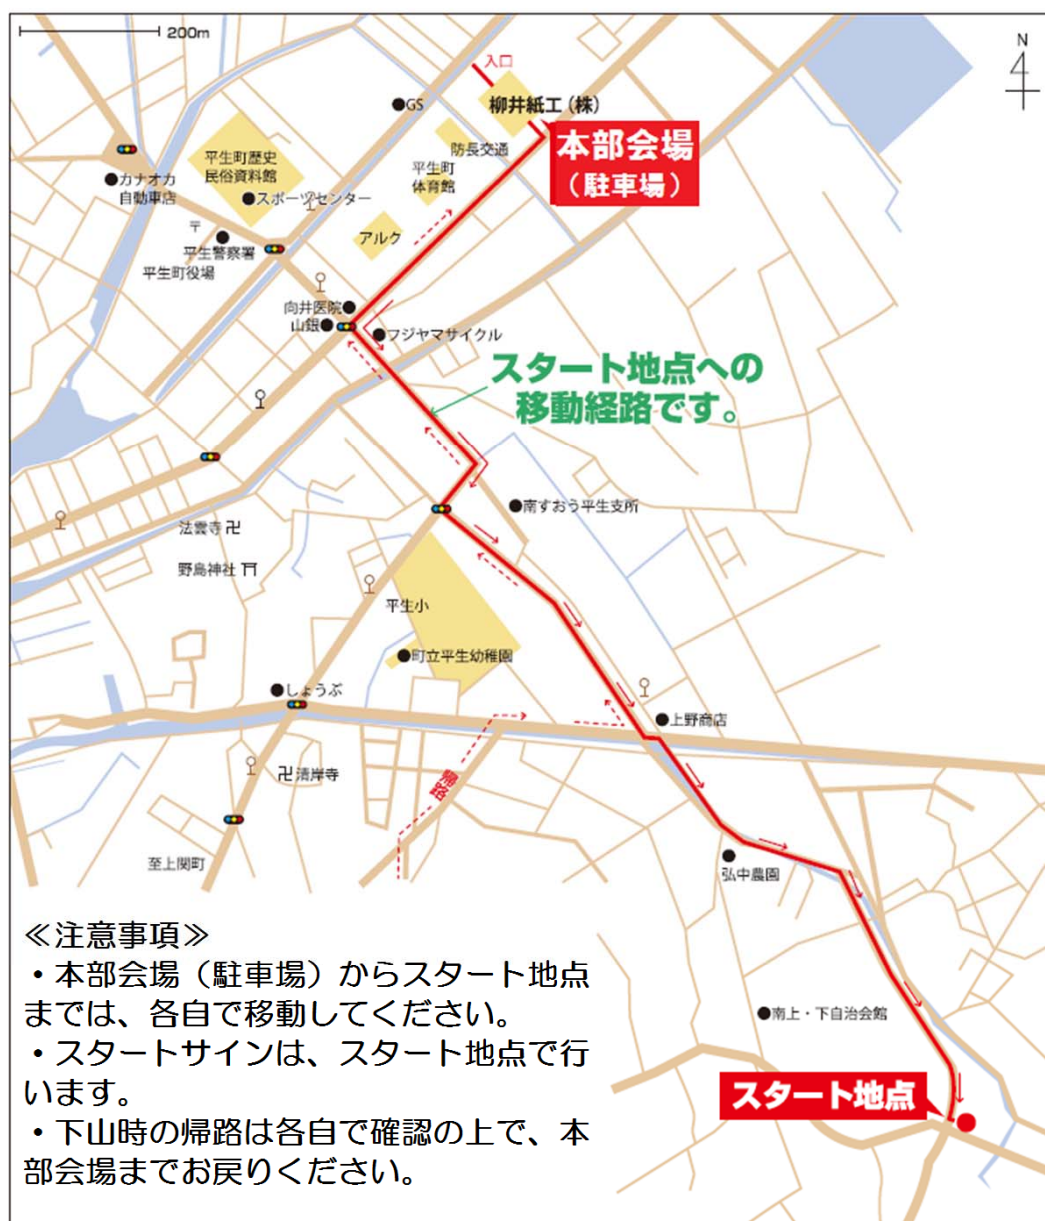 200m
N
入口
GS
柳井紙工(株)
本部会場
(駐車場)
防長交通
平生町
体育館
平生町歴史
民俗資料館
カナオカ
自動車店
スポーツセンター
〒
アルク
平生警察署
平生町役場
向井医院
山銀
フジヤマサイクル
スタート地点への
移動経路です。
南すおう平生支所
法雲寺卍
野島神社
平生小
町立平生幼稚園
しょうぶ
上野商店
卍清岸寺
帰路
至上関町
弘中農園
南上・下自治会館
スタート地点
≪注意事項≫
・本部会場(駐車場)からスタート地点
までは、各自で移動してください。
・スタートサインは、スタート地点で行
います。
・下山時の帰路は各自で確認の上で、本
部会場までお戻りください。